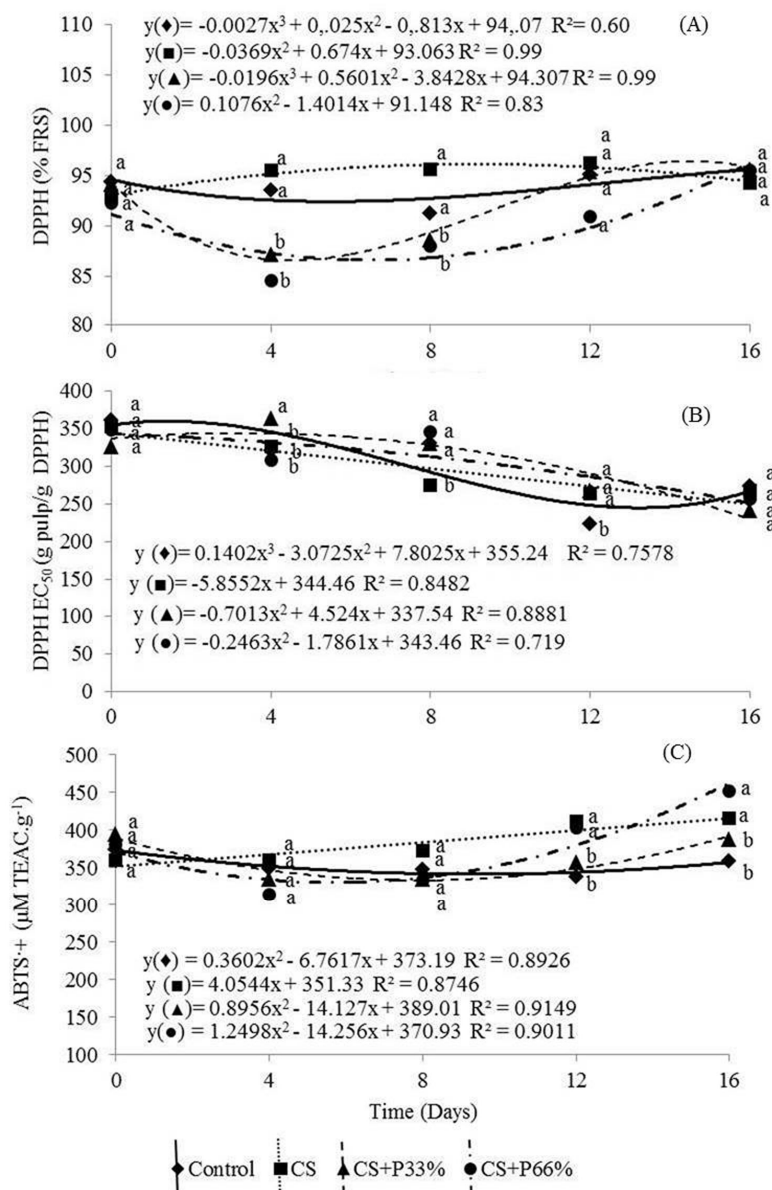 y(◆)= -0.0027x³ + 0,.025x² - 0,.813x + 94,.07 R²= 0.60
(A)
y(■)= -0.0369x² + 0.674x + 93.063 R² = 0.99
y(▲)= -0.0196x³ + 0.5601x² - 3.8428x + 94.307 R² = 0.99
y(●)= 0.1076x² - 1.4014x + 91.148 R² = 0.83
DPPH (% FRS)
110
105
100
95
90
85
80
a a a a
a a b b
a a b b
a a a a
a a a a
0 4 8 12 16
(B)
DPPH EC₅₀ (g pulp/g DPPH)
400
350
300
250
200
150
100
50
0
a a a a
a b b b
a a a b
a a a b
a a a a
y (◆)= 0.1402x³ - 3.0725x² + 7.8025x + 355.24 R² = 0.7578
y (■)= -5.8552x + 344.46 R² = 0.8482
y (▲)= -0.7013x² + 4.524x + 337.54 R² = 0.8881
y (●)= -0.2463x² - 1.7861x + 343.46 R² = 0.719
0 4 8 12 16
(C)
ABTS·+ (µM TEAC.g⁻¹)
500
450
400
350
300
250
200
150
100
a a a a
a a a a
a a a a
a a b b
a a b b
y(◆)= 0.3602x² - 6.7617x + 373.19 R² = 0.8926
y (■)= 4.0544x + 351.33 R² = 0.8746
y (▲)= 0.8956x² - 14.127x + 389.01 R² = 0.9149
y(●)= 1.2498x² - 14.256x + 370.93 R² = 0.9011
0 4 8 12 16
Time (Days)
Control CS CS+P33% CS+P66%